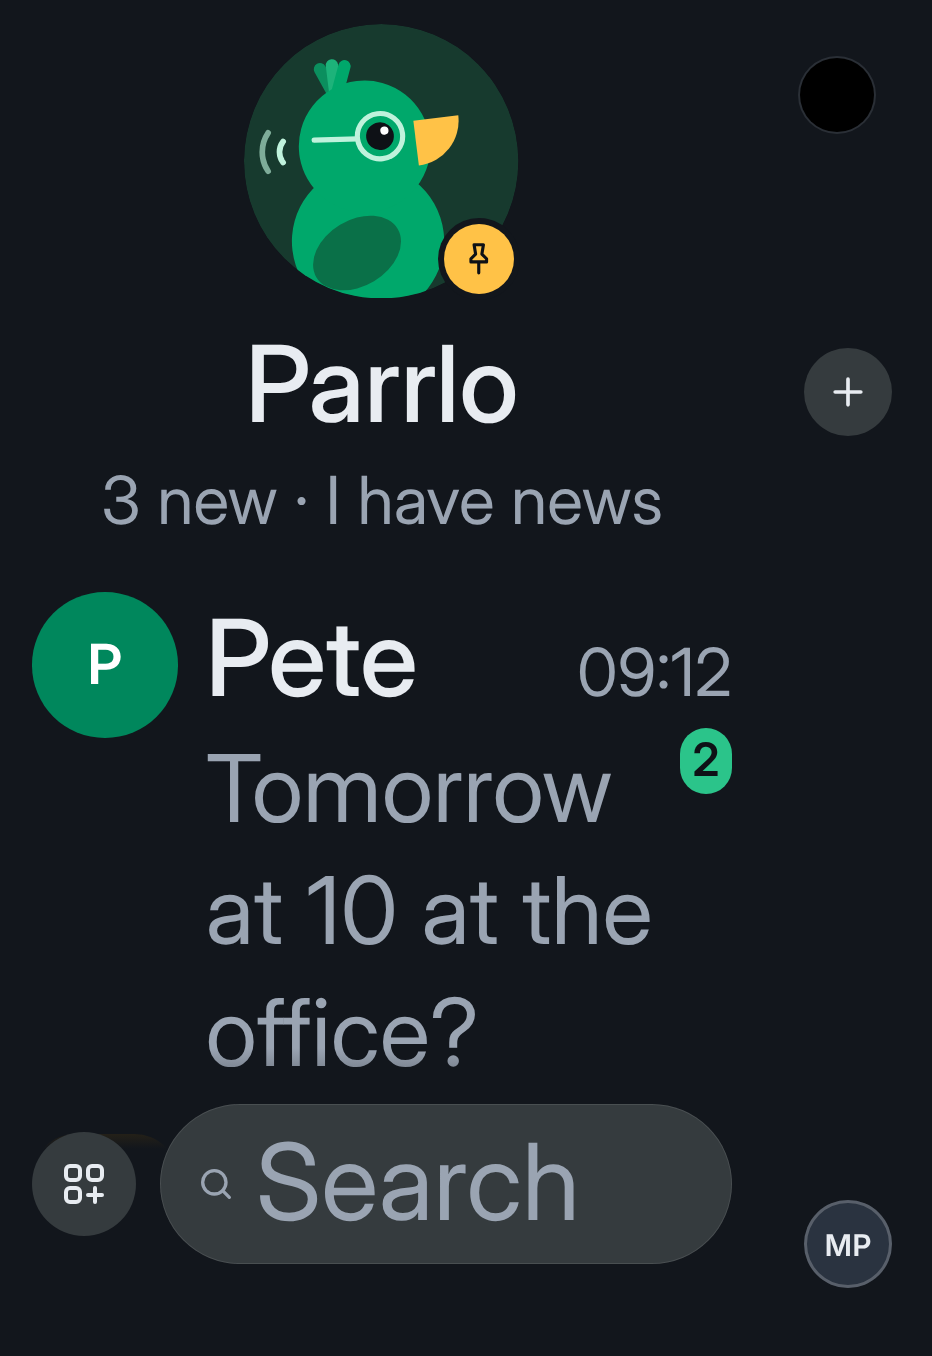 Parrlo
3 new · I have news
P
Pete
09:12
Tomorrow
2
at 10 at the
office?
Search
MP